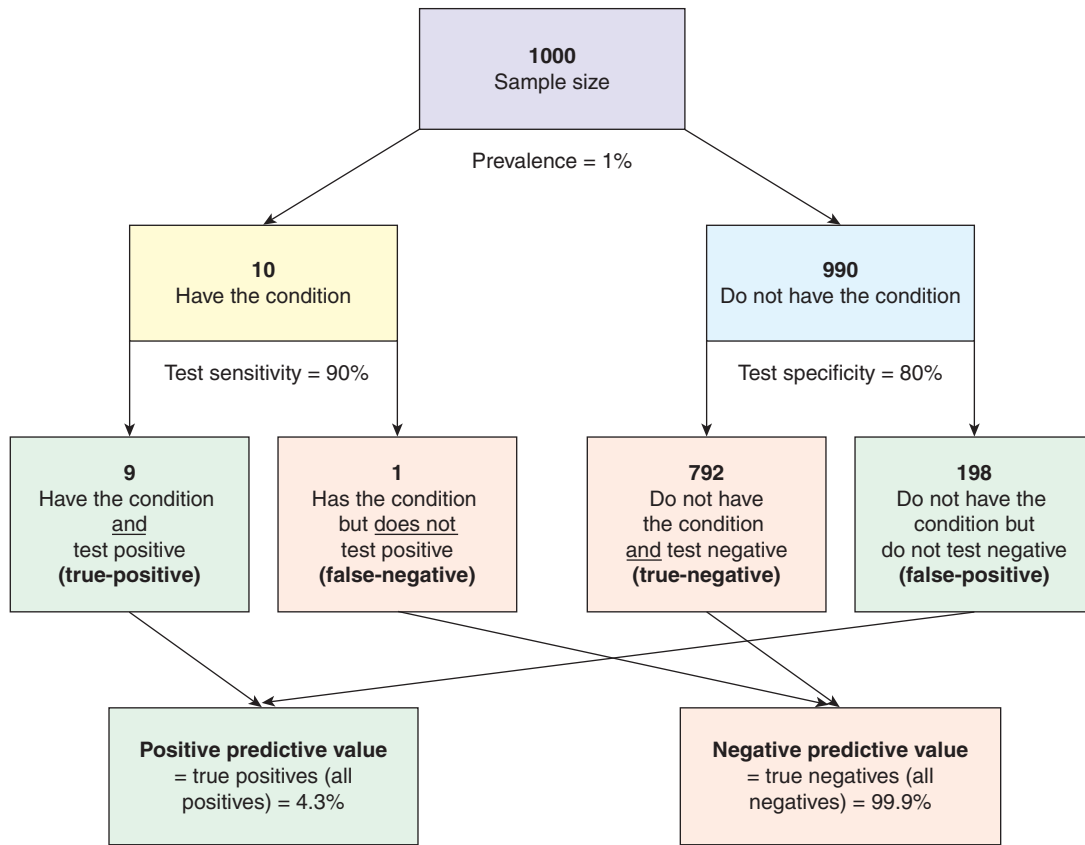 1000
Sample size
Prevalence = 1%
10
Have the condition
990
Do not have the condition
Test sensitivity = 90%
Test specificity = 80%
9
Have the condition
and
test positive
(true-positive)
1
Has the condition
but does not
test positive
(false-negative)
792
Do not have
the condition
and test negative
(true-negative)
198
Do not have the
condition but
do not test negative
(false-positive)
Positive predictive value
= true positives (all
positives) = 4.3%
Negative predictive value
= true negatives (all
negatives) = 99.9%